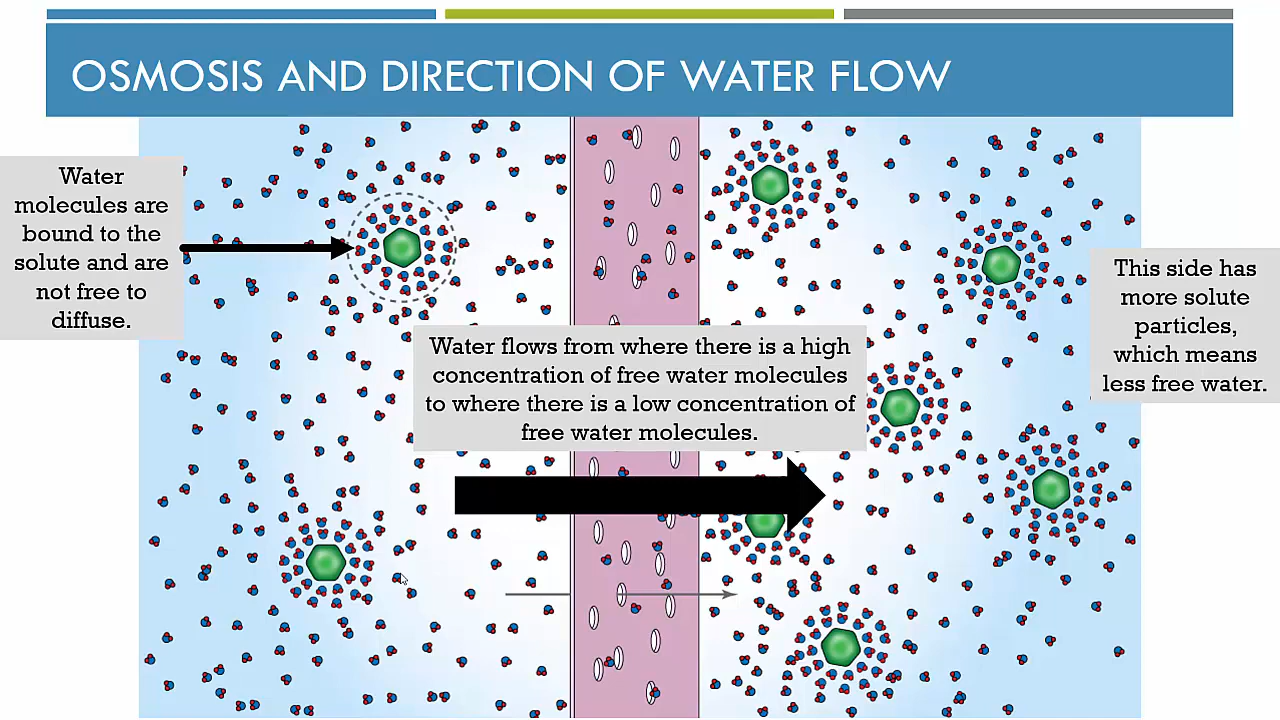 OSMOSIS AND DIRECTION OF WATER FLOW
Water
molecules are
bound to the
solute and are
not free to
diffuse.
Water flows from where there is a high
concentration of free water molecules
to where there is a low concentration of
free water molecules.
This side has
more solute
particles,
which means
less free water.